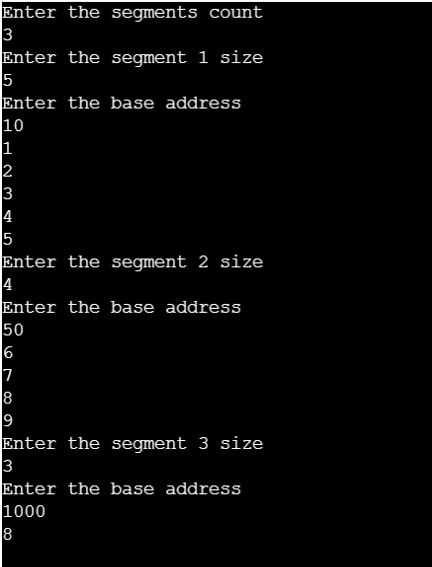 Enter the segments count
3
Enter the segment 1 size
5
Enter the base address
10
1
2
3
4
5
Enter the segment 2 size
4
Enter the base address
50
6
7
8
9
Enter the segment 3 size
3
Enter the base address
1000
8